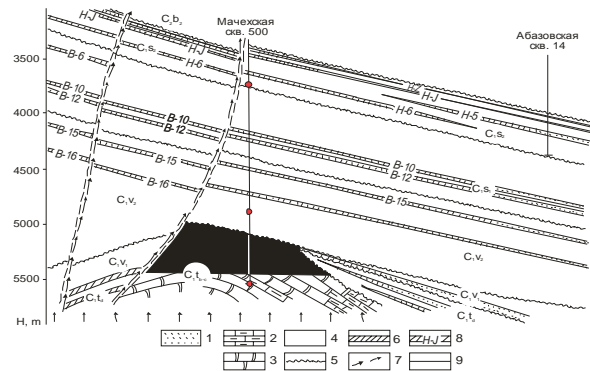 C₂b₂
Мачехская
скв. 500
Абазовская
скв. 14
H-J
C₁s₂
3500
B-6
H-6
H-J
H-5
H-6
C₁s₂
4000
B-10
B-12
B-10
B-12
B-10
B-12
C₁s₁
4500
B-15
B-15
B-15
B-16
B-16
5000
C₁v₂
C₁v₂
C₁v₁
C₁v₁
5500
C₁t
C₁t
H, m
1
2
4
6
H-J
8
3
5
7
9